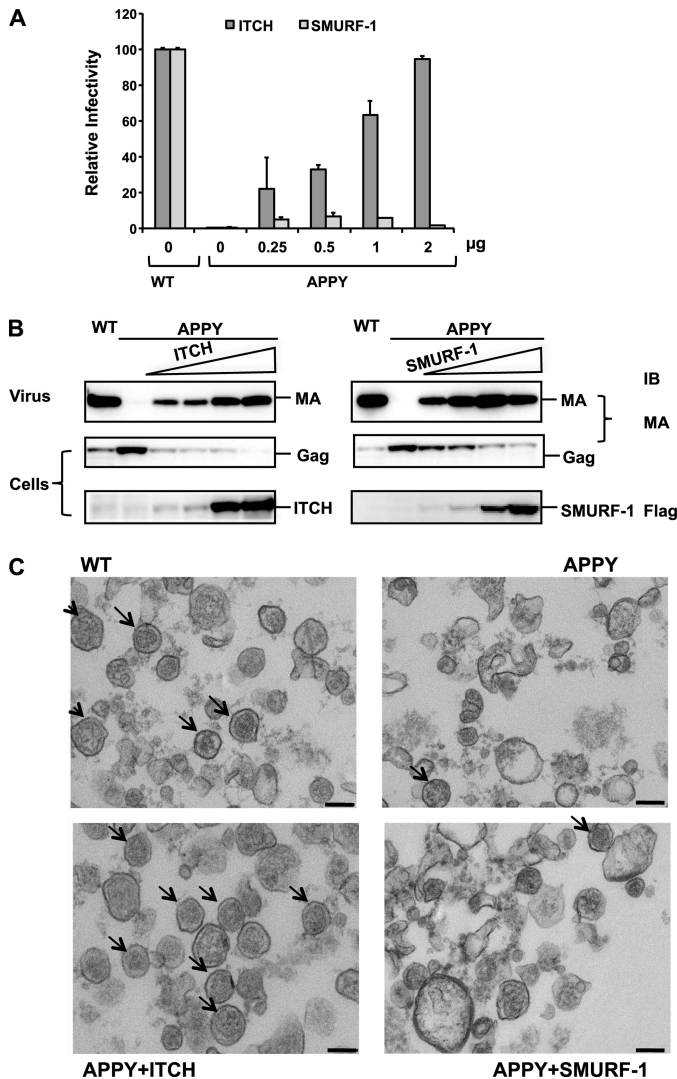 A
120
ITCH SMURF-1
100
80
60
40
20
0
Relative Infectivity
0 0 0.25 0.5 1 2 µg
WT APPY
B
WT APPY
ITCH
Virus
MA
Gag
Cells
ITCH
WT APPY
SMURF-1
IB
MA
MA
Gag
SMURF-1 Flag
C
WT APPY
APPY+ITCH APPY+SMURF-1